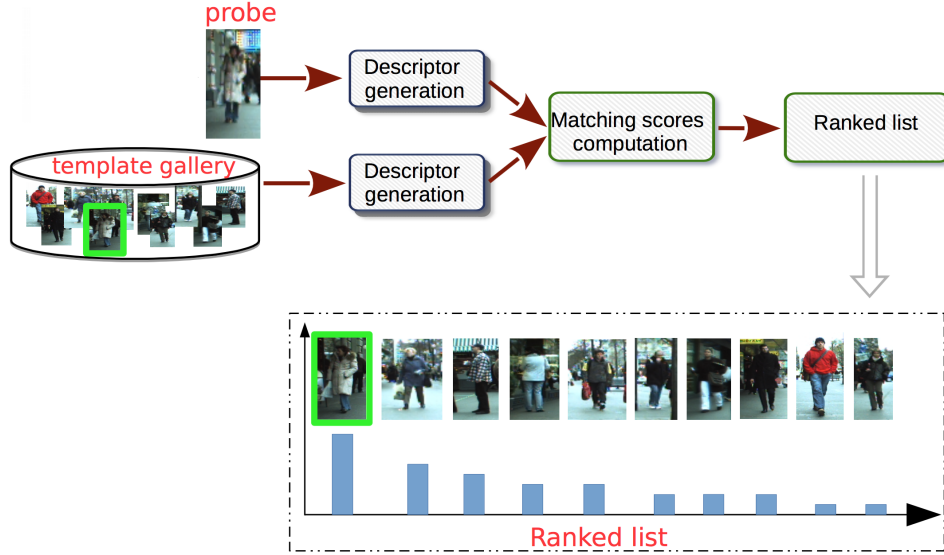 probe
Descriptor
generation
Matching scores
computation
Ranked list
template gallery
Descriptor
generation
Ranked list